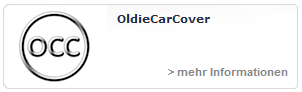 OCC
OldieCarCover
> mehr Informationen